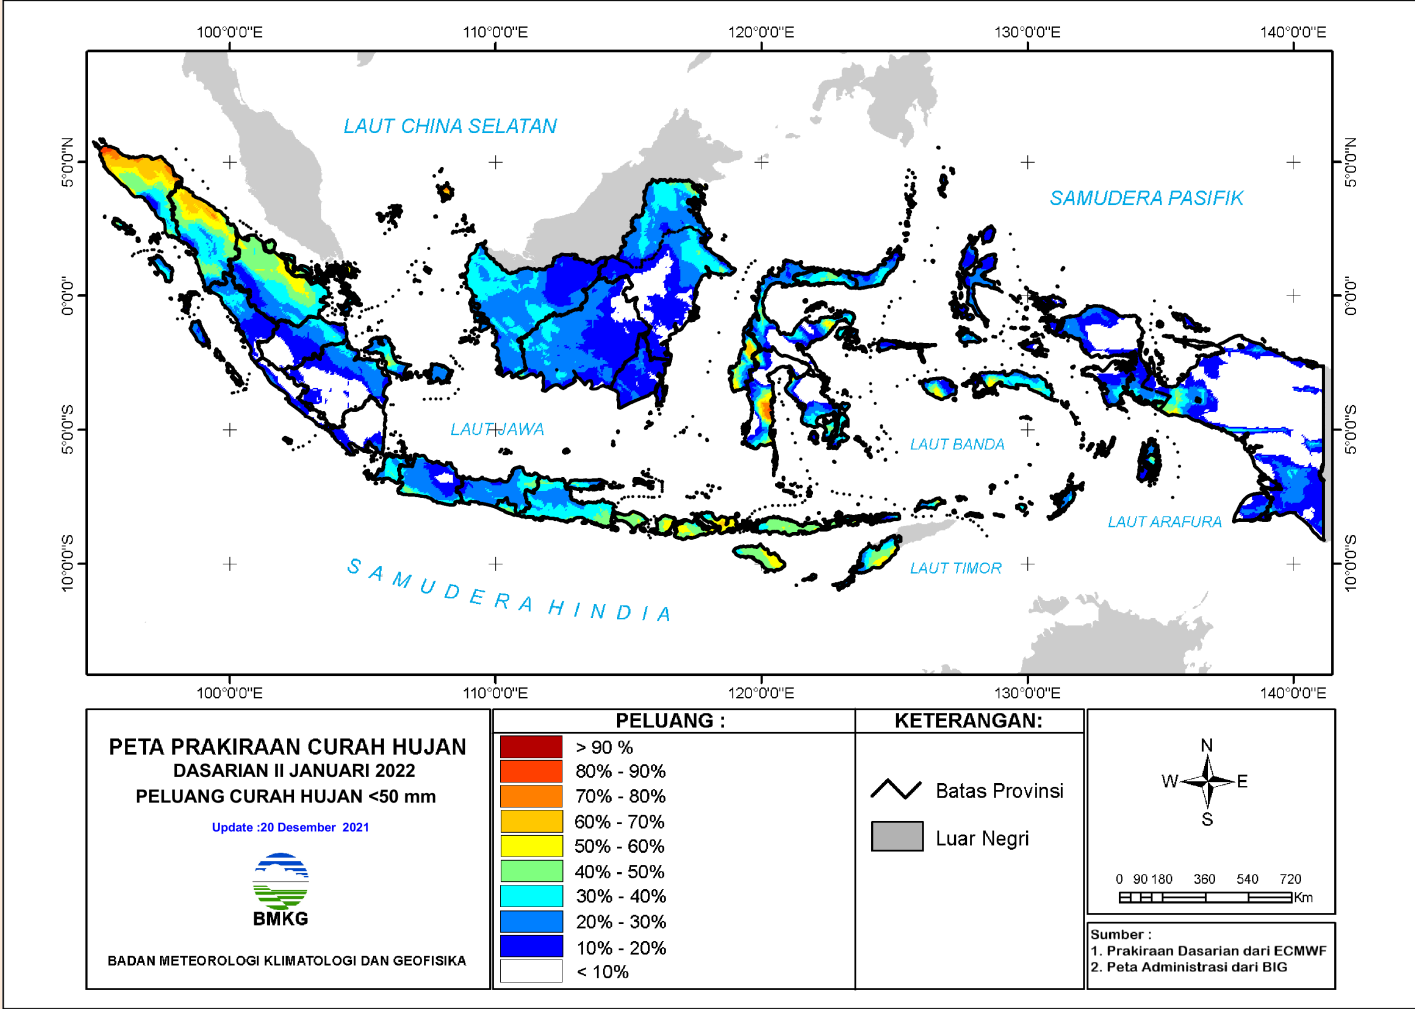 100°0'0"E 110°0'0"E 120°0'0"E 130°0'0"E 140°0'0"E
5°0'0"N
0°0'0"
5°0'0"S
10°0'0"S
5°0'0"N
0°0'0"
5°0'0"S
10°0'0"S
LAUT CHINA SELATAN
SAMUDERA PASIFIK
LAUT JAWA
LAUT BANDA
LAUT ARAFURA
LAUT TIMOR
SAMUDERA HINDIA
100°0'0"E 110°0'0"E 120°0'0"E 130°0'0"E 140°0'0"E
PETA PRAKIRAAN CURAH HUJAN
DASARIAN II JANUARI 2022
PELUANG CURAH HUJAN <50 mm
Update :20 Desember 2021
BMKG
BADAN METEOROLOGI KLIMATOLOGI DAN GEOFISIKA
PELUANG :
> 90 %
80% - 90%
70% - 80%
60% - 70%
50% - 60%
40% - 50%
30% - 40%
20% - 30%
10% - 20%
< 10%
KETERANGAN:
Batas Provinsi
Luar Negri
N
W E
S
0 90 180 360 540 720
Km
Sumber :
1. Prakiraan Dasarian dari ECMWF
2. Peta Administrasi dari BIG